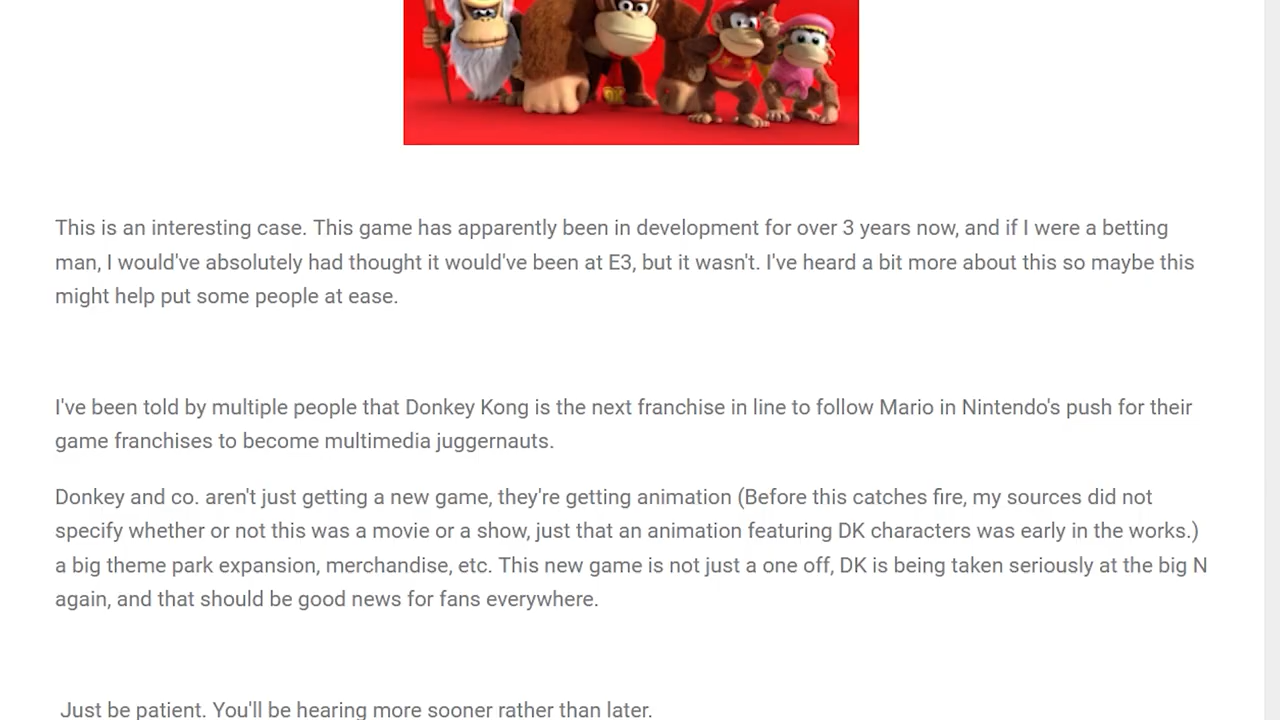 This is an interesting case. This game has apparently been in development for over 3 years now, and if I were a betting
man, I would've absolutely had thought it would've been at E3, but it wasn't. I've heard a bit more about this so maybe this
might help put some people at ease.
I've been told by multiple people that Donkey Kong is the next franchise in line to follow Mario in Nintendo's push for their
game franchises to become multimedia juggernauts.
Donkey and co. aren't just getting a new game, they're getting animation (Before this catches fire, my sources did not
specify whether or not this was a movie or a show, just that an animation featuring DK characters was early in the works.)
a big theme park expansion, merchandise, etc. This new game is not just a one off, DK is being taken seriously at the big N
again, and that should be good news for fans everywhere.
Just be patient. You'll be hearing more sooner rather than later.